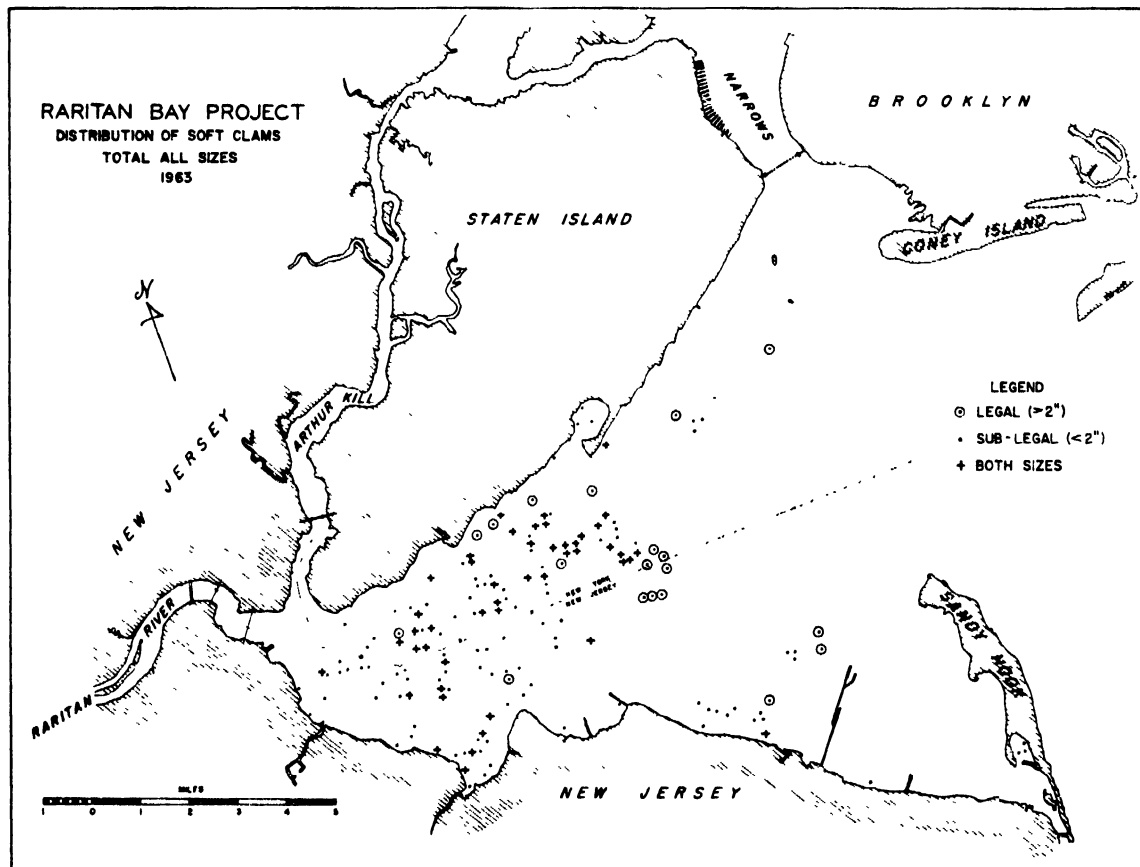 RARITAN BAY PROJECT
DISTRIBUTION OF SOFT CLAMS
TOTAL ALL SIZES
1963
NARROWS
BROOKLYN
STATEN ISLAND
CONEY ISLAND
N
NEW JERSEY
ARTHUR KILL
LEGEND
LEGAL (>2")
SUB-LEGAL (<2")
BOTH SIZES
NEW YORK
NEW JERSEY
SANDY HOOK
RARITAN RIVER
MILES
1 0 1 2 3 4 5
NEW JERSEY